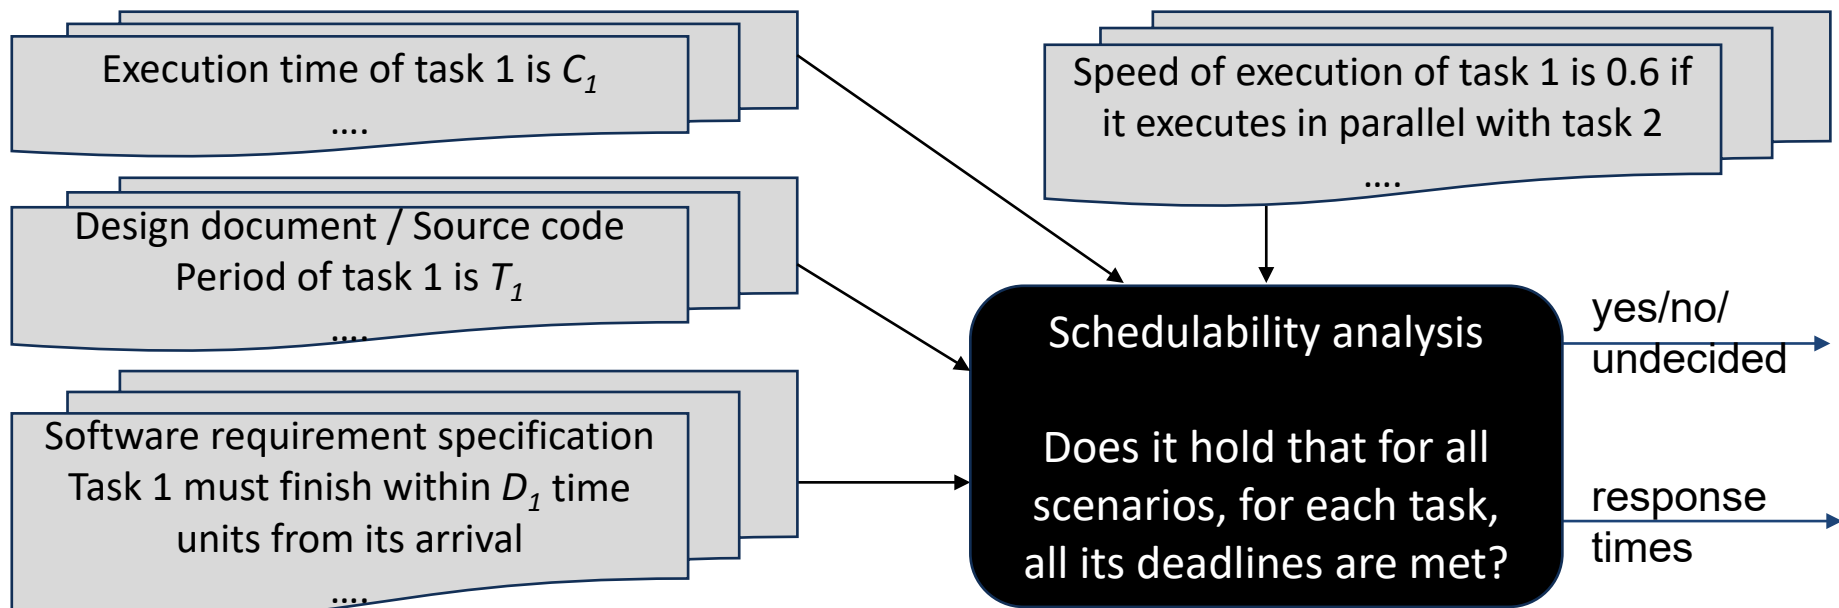 Execution time of task 1 is C₁
....
Design document / Source code
Period of task 1 is T₁
....
Software requirement specification
Task 1 must finish within D₁ time
units from its arrival
....
Speed of execution of task 1 is 0.6 if
it executes in parallel with task 2
....
Schedulability analysis
Does it hold that for all
scenarios, for each task,
all its deadlines are met?
yes/no/
undecided
response
times